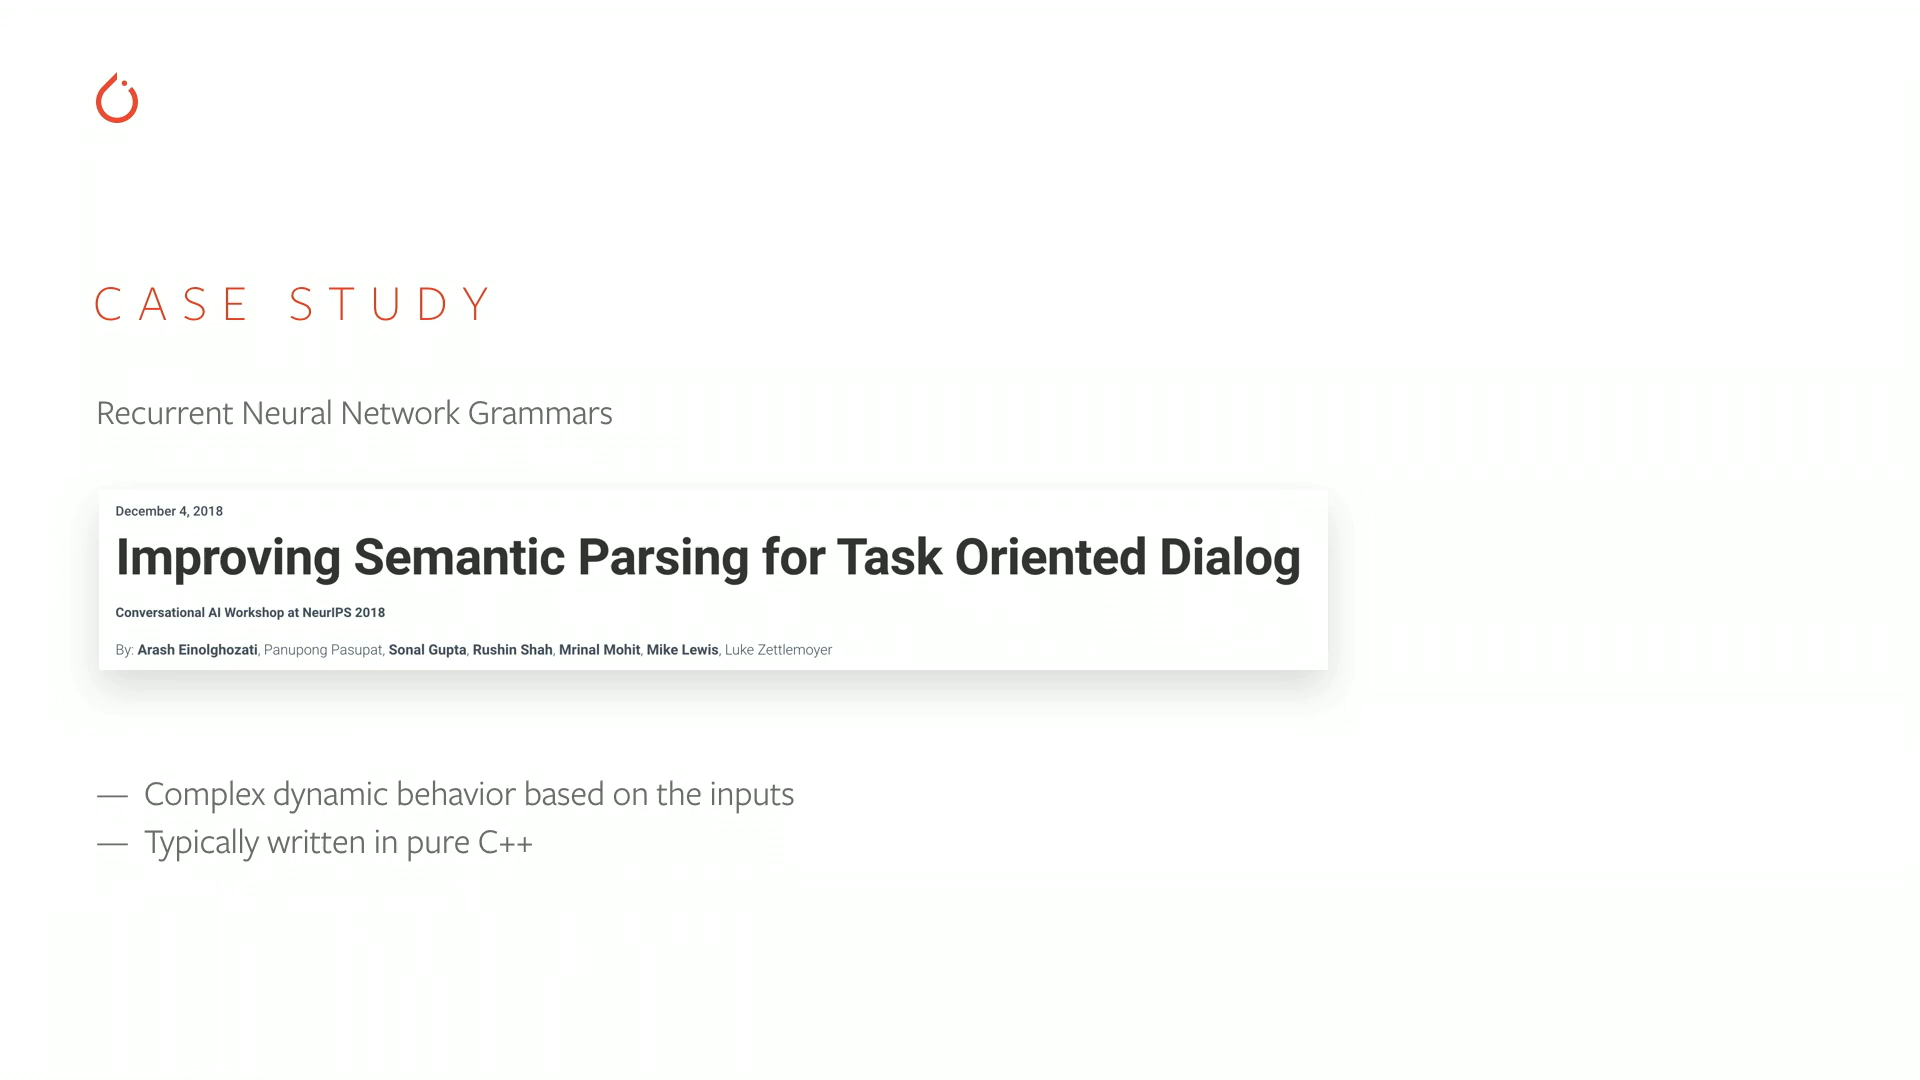 CASE STUDY
Recurrent Neural Network Grammars
December 4, 2018
Improving Semantic Parsing for Task Oriented Dialog
Conversational AI Workshop at NeurIPS 2018
By: Arash Einolghozati, Panupong Pasupat, Sonal Gupta, Rushin Shah, Mrinal Mohit, Mike Lewis, Luke Zettlemoyer
— Complex dynamic behavior based on the inputs
— Typically written in pure C++